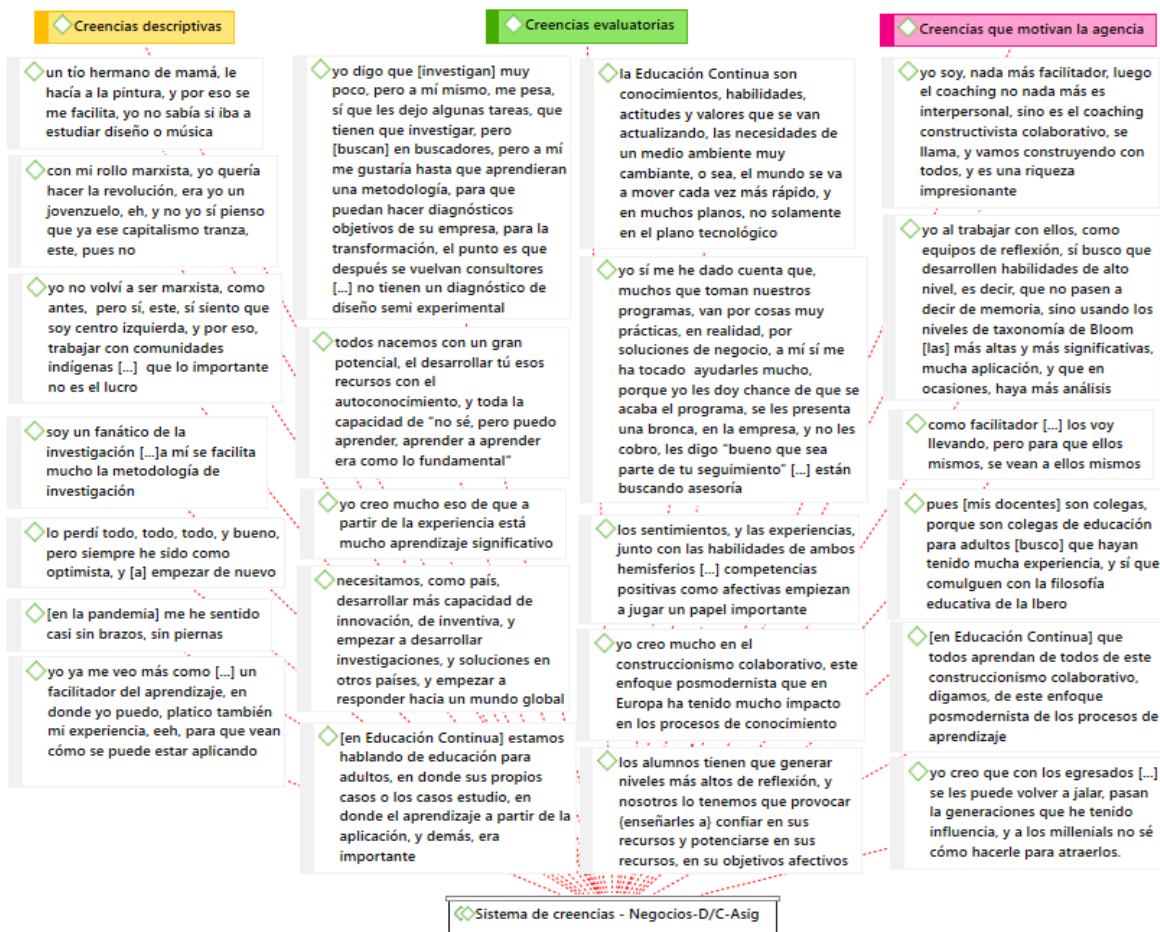 Creencias descriptivas
un tío hermano de mamá, le
hacía a la pintura, y por eso se
me facilita, yo no sabía si iba a
estudiar diseño o música
con mi rollo marxista, yo quería
hacer la revolución, era yo un
jovenzuelo, eh, y no yo sí pienso
que ya ese capitalismo tranza,
este, pues no
yo no volví a ser marxista, como
antes,  pero sí, este, sí siento que
soy centro izquierda, y por eso,
trabajar con comunidades
indígenas [...]  que lo importante
no es el lucro
soy un fanático de la
investigación [...]a mí se facilita
mucho la metodología de
investigación
lo perdí todo, todo, todo, y bueno,
pero siempre he sido como
optimista, y [a] empezar de nuevo
[en la pandemia] me he sentido
casi sin brazos, sin piernas
yo ya me veo más como [...] un
facilitador del aprendizaje, en
donde yo puedo, platico también
mi experiencia, eeh, para que vean
cómo se puede estar aplicando
Creencias evaluatorias
yo digo que [investigan] muy
poco, pero a mí mismo, me pesa,
sí que les dejo algunas tareas, que
tienen que investigar, pero
[buscan] en buscadores, pero a mí
me gustaría hasta que aprendieran
una metodología, para que
puedan hacer diagnósticos
objetivos de su empresa, para la
transformación, el punto es que
después se vuelvan consultores
[...] no tienen un diagnóstico de
diseño semi experimental
todos nacemos con un gran
potencial, el desarrollar tú esos
recursos con el
autoconocimiento, y toda la
capacidad de "no sé, pero puedo
aprender, aprender a aprender
era como lo fundamental"
yo creo mucho eso de que a
partir de la experiencia está
mucho aprendizaje significativo
necesitamos, como país,
desarrollar más capacidad de
innovación, de inventiva, y
empezar a desarrollar
investigaciones, y soluciones en
otros países, y empezar a
responder hacia un mundo global
[en Educación Continua] estamos
hablando de educación para
adultos, en donde sus propios
casos o los casos estudio, en
donde el aprendizaje a partir de la
aplicación, y demás, era
importante
la Educación Continua son
conocimientos, habilidades,
actitudes y valores que se van
actualizando, las necesidades de
un medio ambiente muy
cambiante, o sea, el mundo se va
a mover cada vez más rápido, y
en muchos planos, no solamente
en el plano tecnológico
yo sí me he dado cuenta que,
muchos que toman nuestros
programas, van por cosas muy
prácticas, en realidad, por
soluciones de negocio, a mí sí me
ha tocado  ayudarles mucho,
porque yo les doy chance de que se
acaba el programa, se les presenta
una bronca, en la empresa, y no les
cobro, les digo "bueno que sea
parte de tu seguimiento" [...] están
buscando asesoría
los sentimientos, y las experiencias,
junto con las habilidades de ambos
hemisferios [...] competencias
positivas como afectivas empiezan
a jugar un papel importante
yo creo mucho en el
construccionismo colaborativo, este
enfoque posmodernista que en
Europa ha tenido mucho impacto
en los procesos de conocimiento
los alumnos tienen que generar
niveles más altos de reflexión, y
nosotros lo tenemos que provocar
{enseñarles a} confiar en sus
recursos y potenciarse en sus
recursos, en su objetivos afectivos
Creencias que motivan la agencia
yo soy, nada más facilitador, luego
el coaching no nada más es
interpersonal, sino es el coaching
constructivista colaborativo, se
llama, y vamos construyendo con
todos, y es una riqueza
impresionante
yo al trabajar con ellos, como
equipos de reflexión, sí busco que
desarrollen habilidades de alto
nivel, es decir, que no pasen a
decir de memoria, sino usando los
niveles de taxonomía de Bloom
[las] más altas y más significativas,
mucha aplicación, y que en
ocasiones, haya más análisis
como facilitador [...] los voy
llevando, pero para que ellos
mismos, se vean a ellos mismos
pues [mis docentes] son colegas,
porque son colegas de educación
para adultos [busco] que hayan
tenido mucha experiencia, y sí que
comulguen con la filosofía
educativa de la Ibero
[en Educación Continua] que
todos aprendan de todos de este
construccionismo colaborativo,
digamos, de este enfoque
posmodernista de los procesos de
aprendizaje
yo creo que con los egresados [...]
se les puede volver a jalar, pasan
la generaciones que he tenido
influencia, y a los millenials no sé
cómo hacerle para atraerlos.
Sistema de creencias - Negocios-D/C-Asig